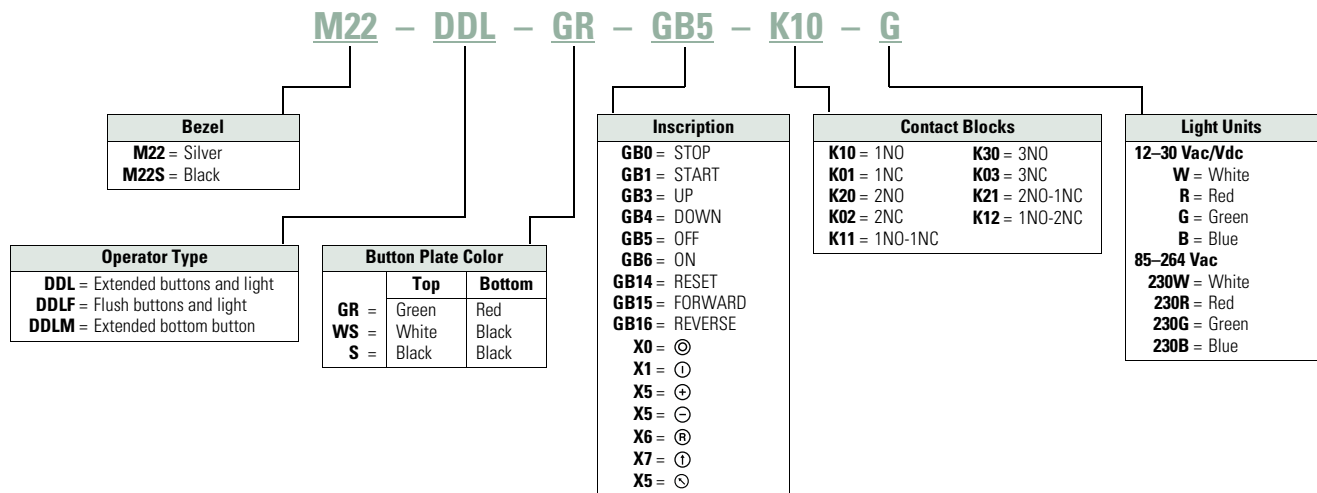 M22 – DDL – GR – GB5 – K10 – G
Bezel
M22 = Silver
M22S = Black
Operator Type
DDL = Extended buttons and light
DDLF = Flush buttons and light
DDLM = Extended bottom button
Button Plate Color
Top Bottom
GR = Green Red
WS = White Black
S = Black Black
Inscription
GB0 = STOP
GB1 = START
GB3 = UP
GB4 = DOWN
GB5 = OFF
GB6 = ON
GB14 = RESET
GB15 = FORWARD
GB16 = REVERSE
X0 = ◎
X1 = Ⓘ
X5 = ⊕
X5 = ⊖
X6 = Ⓡ
X7 = ⓛ
X5 = ⍉
Contact Blocks
K10 = 1NO K30 = 3NO
K01 = 1NC K03 = 3NC
K20 = 2NO K21 = 2NO-1NC
K02 = 2NC K12 = 1NO-2NC
K11 = 1NO-1NC
Light Units
12–30 Vac/Vdc
W = White
R = Red
G = Green
B = Blue
85–264 Vac
230W = White
230R = Red
230G = Green
230B = Blue